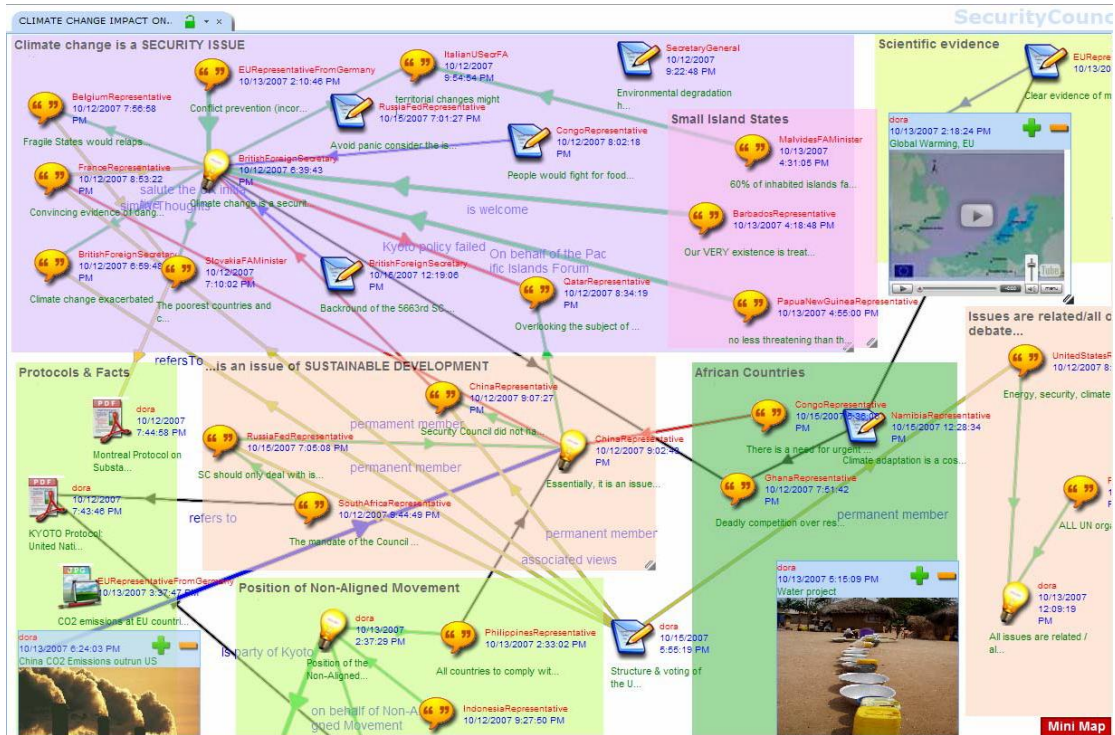 CLIMATE CHANGE IMPACT ON..
SecurityCounc
Climate change is a SECURITY ISSUE
ItalianUSecrFA
10/12/2007
9:54:54 PM
territorial changes might
SecretaryGeneral
10/12/2007
9:22:48 PM
Environmental degradation
h...
EURepresentativeFromGermany
10/13/2007 2:10:46 PM
Conflict prevention (incor...
BelgiumRepresentative
10/12/2007 7:56:58
PM
Fragile States would relaps...
RussiaFedRepresentative
10/15/2007 7:01:27 PM
Avoid panic consider the is...
CongoRepresentative
10/12/2007 8:02:18
PM
People would fight for food...
BritishForeignSecretary
10/12/2007 6:39:43
PM
Climate change is a securit...
FranceRepresentative
10/12/2007 8:53:22
PM
Convincing evidence of dang...
salute the UK initia
similar Thoughts
is welcome
Kyoto policy failed
On behalf of the Pac
ific Islands Forum
BritishForeignSecretary
10/12/2007 6:59:48
PM
Climate change exacerbated
SlovakiaFAMinister
10/12/2007
7:10:02 PM
The poorest countries and
c...
BritishForeignSecretary
10/15/2007 12:19:06
PM
Backround of the 5663rd SC...
QatarRepresentative
10/12/2007 8:34:19
PM
Overlooking the subject of ...
Small Island States
MalvidesFAMinister
10/13/2007
4:31:05 PM
60% of inhabited islands fa...
BarbadosRepresentative
10/13/2007 4:18:48 PM
Our VERY existence is treat...
PapuaNewGuineaRepresentative
10/13/2007 4:55:00 PM
no less threatening than th...
Scientific evidence
EURepre
10/13/20
Clear evidence of m
dora
10/13/2007 2:18:24 PM
Global Warming, EU
Tube
menu
Issues are related/all o
debate...
UnitedStatesF
10/12/2007 8:
Energy, security, climate
ALL UN orga
dora
10/13/2007
12:09:19
PM
All issues are related /
al...
Protocols & Facts
refersTo
dora
10/12/2007
7:44:58 PM
Montreal Protocol on
Substa...
dora
10/12/2007
7:43:46 PM
KYOTO Protocol:
United Nati...
refers to
EURepresentativeFromGermany
10/13/2007 3:37:47 PM
CO2 emissions at EU countri...
dora
10/13/2007 6:24:03 PM
China CO2 Emissions outrun US
...is an issue of SUSTAINABLE DEVELOPMENT
ChinaRepresentative
10/12/2007 9:07:27
PM
Security Council did not ha...
permamient member
RussiaFedRepresentative
10/15/2007 7:05:08 PM
SC should only deal with is...
permanent member
ChinaRepresentative
10/12/2007 9:02:43
PM
Essentially, it is an issue...
SouthAfricaRepresentative
10/12/2007 9:44:49 PM
The mandate of the Council ...
permanent member
associated views
African Countries
CongoRepresentative
There is a need for urgent ...
NamibiaRepresentative
10/15/2007 12:28:34
PM
Climate adaptation is a cos...
GhanaRepresentative
10/12/2007 7:51:42
PM
Deadly competition over res...
permanent member
dora
10/13/2007 5:15:09 PM
Water project
Position of Non-Aligned Movement
dora
10/13/2007
2:37:29 PM
Position of the
Non-Aligned...
Is party of Kyoto
PhilippinesRepresentative
10/13/2007 2:33:02 PM
All countries to comply wit...
on behalf of Non-A
gned Movement
IndonesiaRepresentative
10/12/2007 9:27:50 PM
dora
10/15/2007
5:55:19 PM
Structure & voting of
the U...
Mini Map